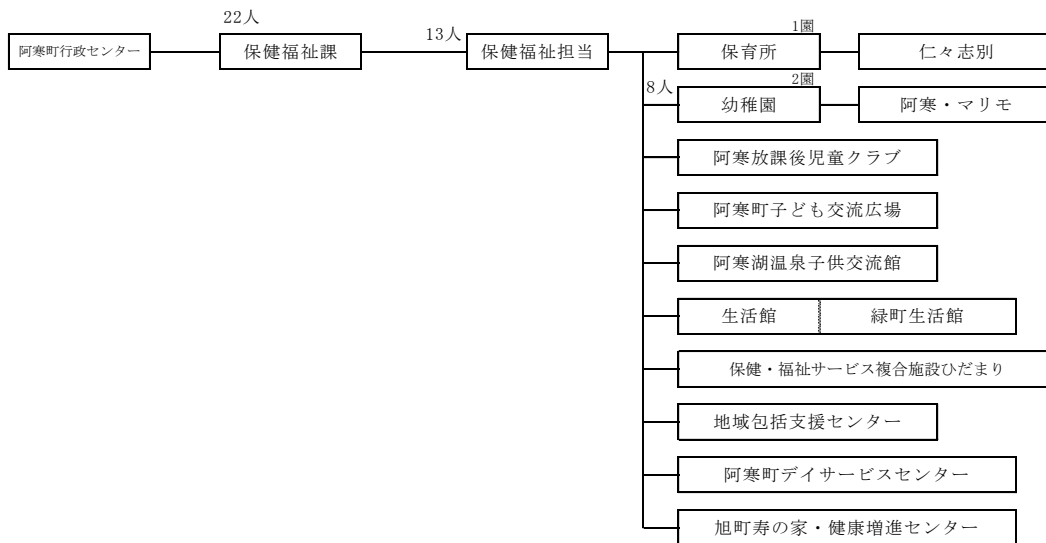 22人
13人
1園
阿寒町行政センター 保健福祉課 保健福祉担当 保育所 仁々志別
8人
2園
幼稚園 阿寒・マリモ
阿寒放課後児童クラブ
阿寒町子ども交流広場
阿寒湖温泉子供交流館
生活館 緑町生活館
保健・福祉サービス複合施設ひだまり
地域包括支援センター
阿寒町デイサービスセンター
旭町寿の家・健康増進センター